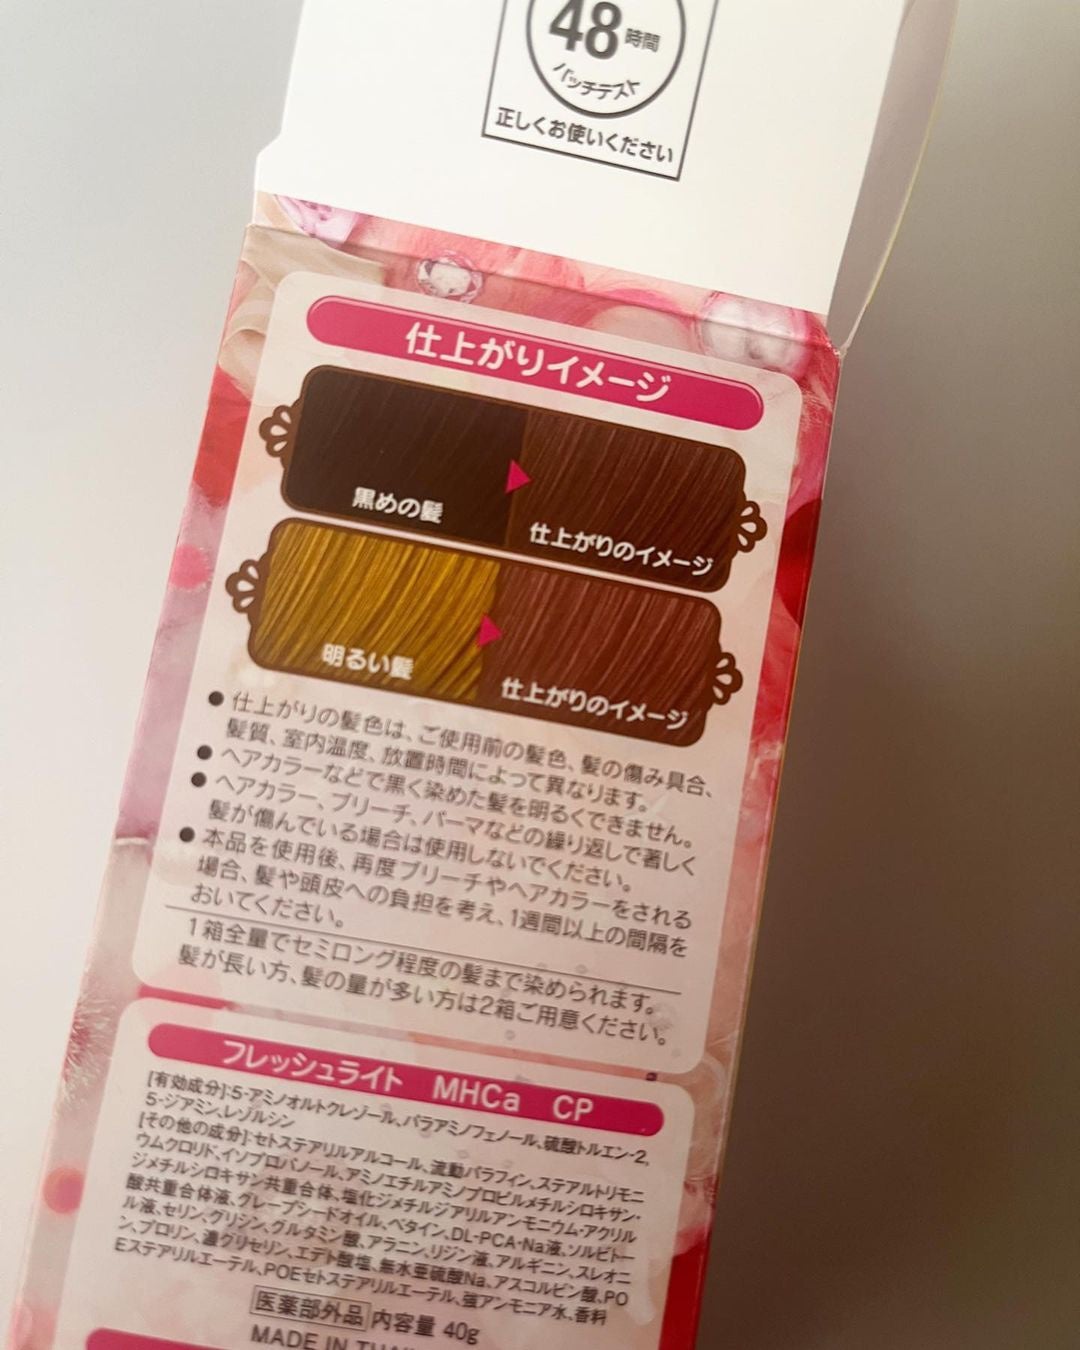 48時間
パッチテスト
正しくお使いください
仕上がりイメージ
黒めの髪
仕上がりのイメージ
明るい髪
仕上がりのイメージ
●仕上がりの髪色は、ご使用前の髪色、髪の傷み具合、
髪質、室内温度、放置時間によって異なります。
●ヘアカラーなどで黒く染めた髪を明るくできません。
●ヘアカラー、ブリーチ、パーマなどの繰り返しで著しく
髪が傷んでいる場合は使用しないでください。
●本品を使用後、再度ブリーチやヘアカラーをされる
場合、髪や頭皮への負担を考え、1週間以上の間隔を
おいてください。
1箱全量でセミロング程度の髪まで染められます。
髪が長い方、髪の量が多い方は2箱ご用意ください。
フレッシュライト MHCa CP
[有効成分]:5-アミノオルトクレゾール、パラアミノフェノール、硫酸トルエン-2,
5-ジアミン、レゾルシン
[その他の成分]:セトステアリルアルコール、流動パラフィン、ステアルトリモニ
ウムクロリド、イソプロパノール、アミノエチルアミノプロピルメチルシロキサン・
ジメチルシロキサン共重合体、塩化ジメチルジアリルアンモニウム・アクリル
酸共重合体液、グレープシードオイル、ベタイン、DL-PCA・Na液、ソルビトー
ル液、セリン、グリシン、グルタミン酸、アラニン、リジン液、アルギニン、スレオニ
ン、プロリン、濃グリセリン、エデト酸塩、無水亜硫酸Na、アスコルビン酸、PO
Eステアリルエーテル、POEセトステアリルエーテル、強アンモニア水、香料
医薬部外品 内容量 40g
MADE IN